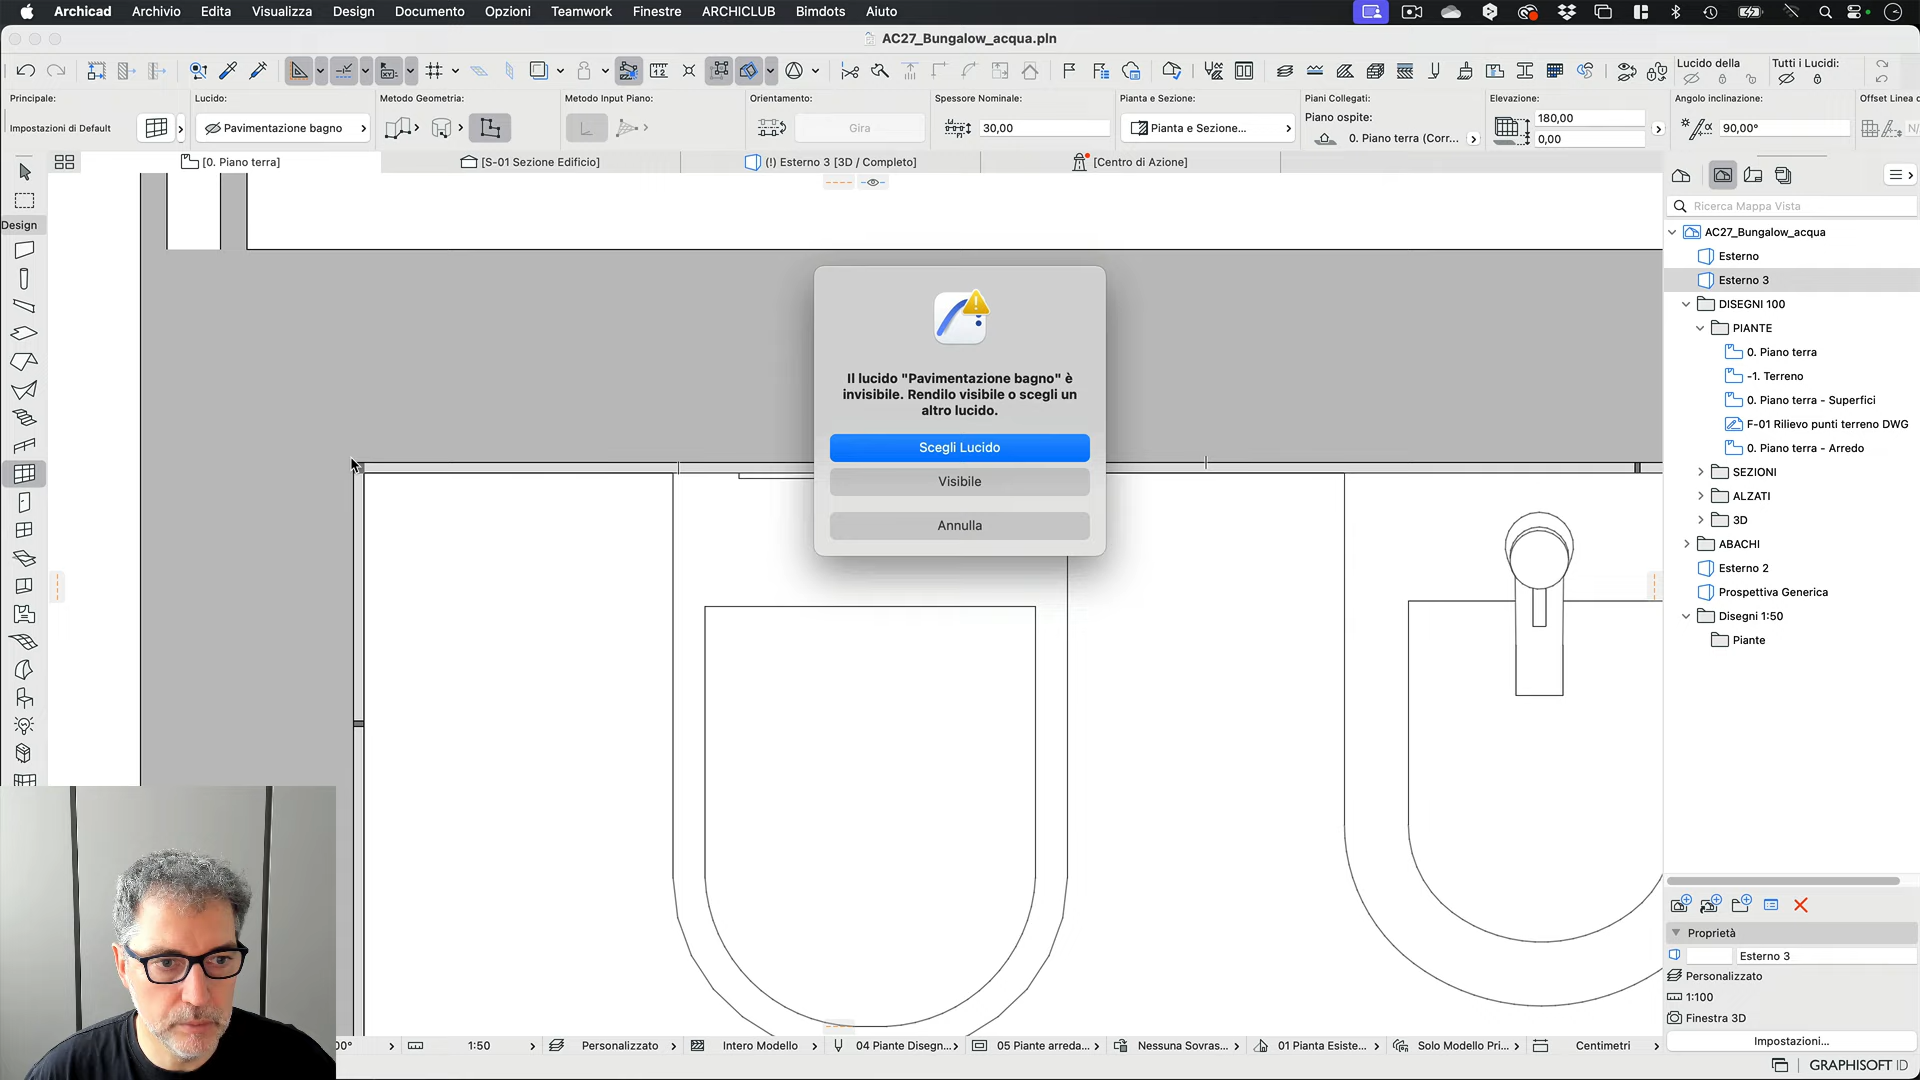 Archicad Archivio Edita Visualizza Design Documento Opzioni Teamwork Finestre ARCHICLUB Bimdots Aiuto
AC27_Bungalow_acqua.pln
Lucido della
Tutti i Lucidi:
Principale:
Lucido:
Metodo Geometria:
Metodo Input Piano:
Orientamento:
Spessore Nominale:
Pianta e Sezione:
Piani Collegati:
Elevazione:
Angolo inclinazione:
Impostazioni di Default
Pavimentazione bagno
Gira
30,00
Pianta e Sezione...
Piano ospite:
0. Piano terra (Corr...
180,00
0,00
90,00°
[0. Piano terra]
[S-01 Sezione Edificio]
(!) Esterno 3 [3D / Completo]
[Centro di Azione]
Design
Il lucido "Pavimentazione bagno" è
invisibile. Rendilo visibile o scegli un
altro lucido.
Scegli Lucido
Visibile
Annulla
Ricerca Mappa Vista
AC27_Bungalow_acqua
Esterno
Esterno 3
DISEGNI 100
PIANTE
0. Piano terra
-1. Terreno
0. Piano terra - Superfici
F-01 Rilievo punti terreno DWG
0. Piano terra - Arredo
SEZIONI
ALZATI
3D
ABACHI
Esterno 2
Prospettiva Generica
Disegni 1:50
Piante
Proprietà
Esterno 3
Personalizzato
1:100
Finestra 3D
Impostazioni...
1:50
Personalizzato
Intero Modello
04 Piante Disegn...
05 Piante arreda...
Nessuna Sovras...
01 Pianta Esiste...
Solo Modello Pri...
Centimetri
GRAPHISOFT ID